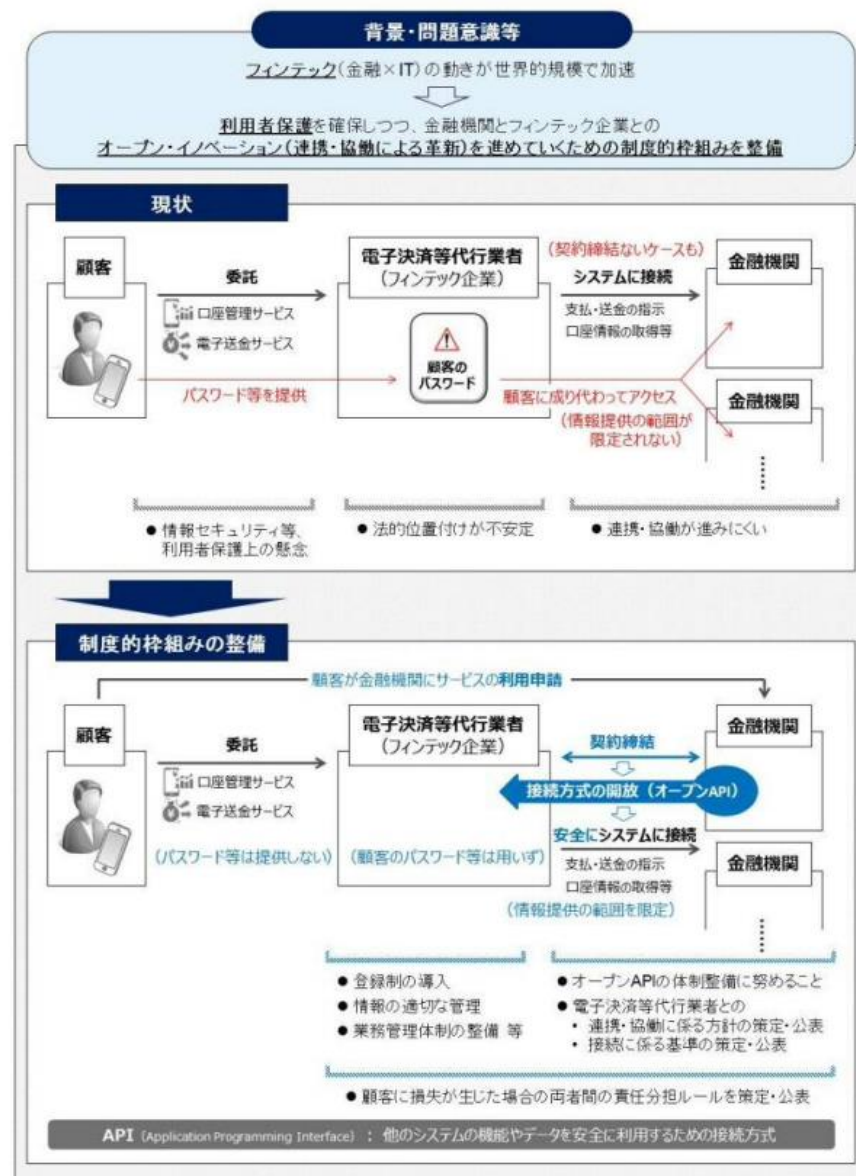 背景・問題意識等
フィンテック(金融×IT)の動きが世界的規模で加速
利用者保護を確保しつつ、金融機関とフィンテック企業との
オープン・イノベーション(連携・協働による革新)を進めていくための制度的枠組みを整備
現状
顧客
委託
口座管理サービス
電子送金サービス
パスワード等を提供
電子決済等代行業者
(フィンテック企業)
顧客の
パスワード
(契約締結ないケースも)
システムに接続
支払・送金の指示
口座情報の取得等
顧客に成り代わってアクセス
(情報提供の範囲が
限定されない)
金融機関
金融機関
● 情報セキュリティ等、
利用者保護上の懸念
● 法的位置付けが不安定
● 連携・協働が進みにくい
制度的枠組みの整備
顧客が金融機関にサービスの利用申請
顧客
委託
口座管理サービス
電子送金サービス
(パスワード等は提供しない)
電子決済等代行業者
(フィンテック企業)
(顧客のパスワード等は用いず)
契約締結
接続方式の開放(オープンAPI)
安全にシステムに接続
支払・送金の指示
口座情報の取得等
(情報提供の範囲を限定)
金融機関
金融機関
● 登録制の導入
● 情報の適切な管理
● 業務管理体制の整備 等
● オープンAPIの体制整備に努めること
● 電子決済等代行業者との
・ 連携・協働に係る方針の策定・公表
・ 接続に係る基準の策定・公表
● 顧客に損失が生じた場合の両者間の責任分担ルールを策定・公表
API (Application Programming Interface) : 他のシステムの機能やデータを安全に利用するための接続方式